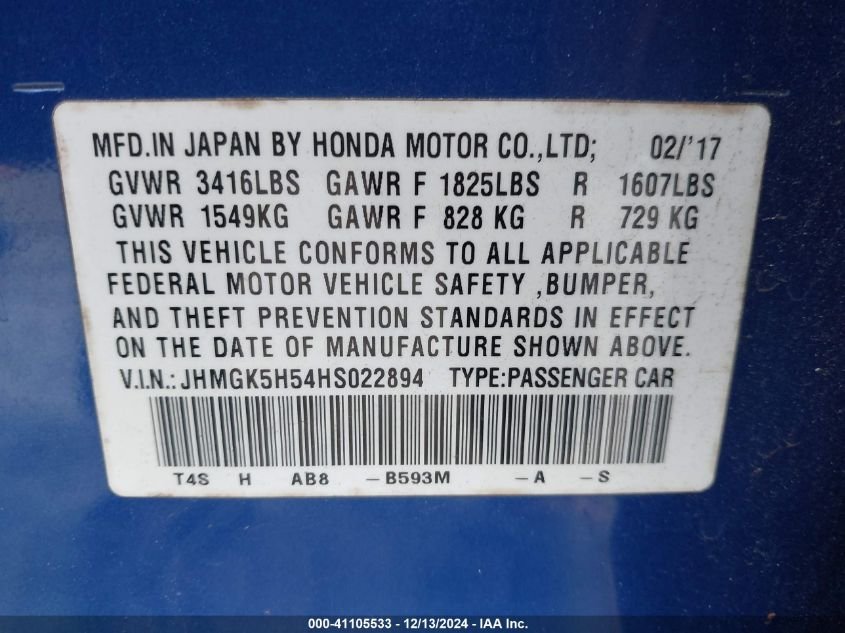 MFD.IN JAPAN BY HONDA MOTOR CO.,LTD; 02/'17
GVWR 3416LBS GAWR F 1825LBS R 1607LBS
GVWR 1549KG GAWR F 828 KG R 729 KG
THIS VEHICLE CONFORMS TO ALL APPLICABLE
FEDERAL MOTOR VEHICLE SAFETY ,BUMPER,
AND THEFT PREVENTION STANDARDS IN EFFECT
ON THE DATE OF MANUFACTURE SHOWN ABOVE.
V.I.N.:JHMGK5H54HS022894 TYPE:PASSENGER CAR
T4S H AB8 -B593M -A -S
000-41105533 - 12/13/2024 - IAA Inc.